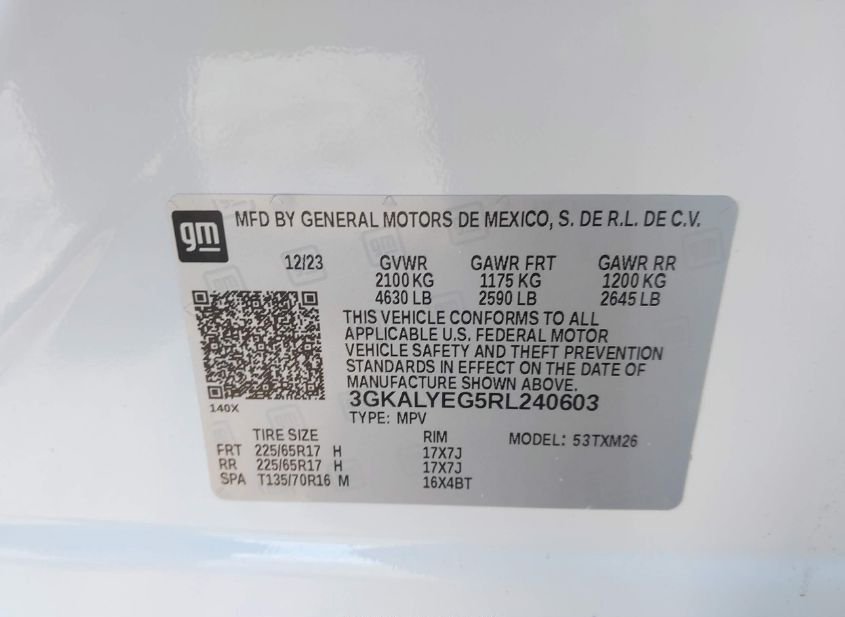 gm MFD BY GENERAL MOTORS DE MEXICO, S. DE R.L. DE C.V.
12/23 GVWR GAWR FRT GAWR RR
2100 KG 1175 KG 1200 KG
4630 LB 2590 LB 2645 LB
THIS VEHICLE CONFORMS TO ALL
APPLICABLE U.S. FEDERAL MOTOR
VEHICLE SAFETY AND THEFT PREVENTION
STANDARDS IN EFFECT ON THE DATE OF
MANUFACTURE SHOWN ABOVE.
3GKALYEG5RL240603
140X TYPE: MPV
TIRE SIZE RIM MODEL: 53TXM26
FRT 225/65R17 H 17X7J
RR 225/65R17 H 17X7J
SPA T135/70R16 M 16X4BT